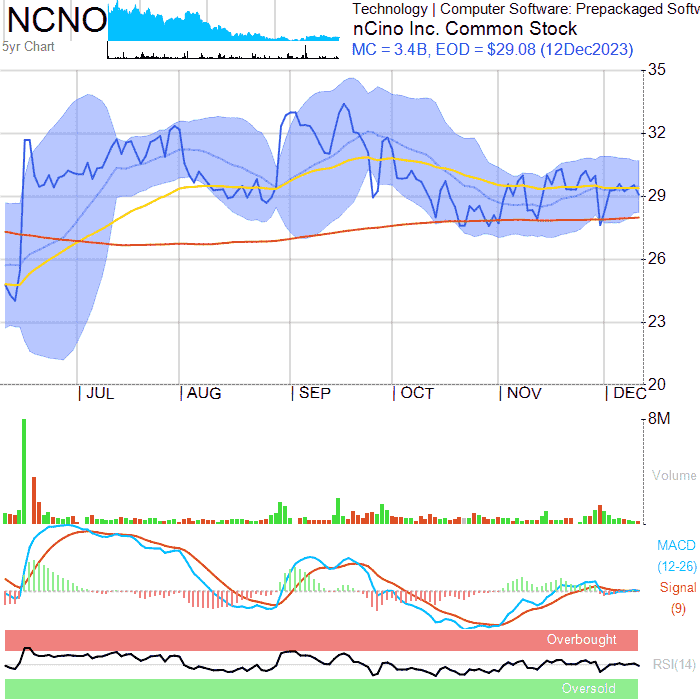 NCNO
5yr Chart
Technology | Computer Software: Prepackaged Softw
nCino Inc. Common Stock
MC = 3.4B, EOD = $29.08 (12Dec2023)
35
32
29
26
23
20
| JUL | AUG | SEP | OCT | NOV | DEC
8M
Volume
MACD
(12-26)
Signal
(9)
Overbought
RSI(14)
Oversold